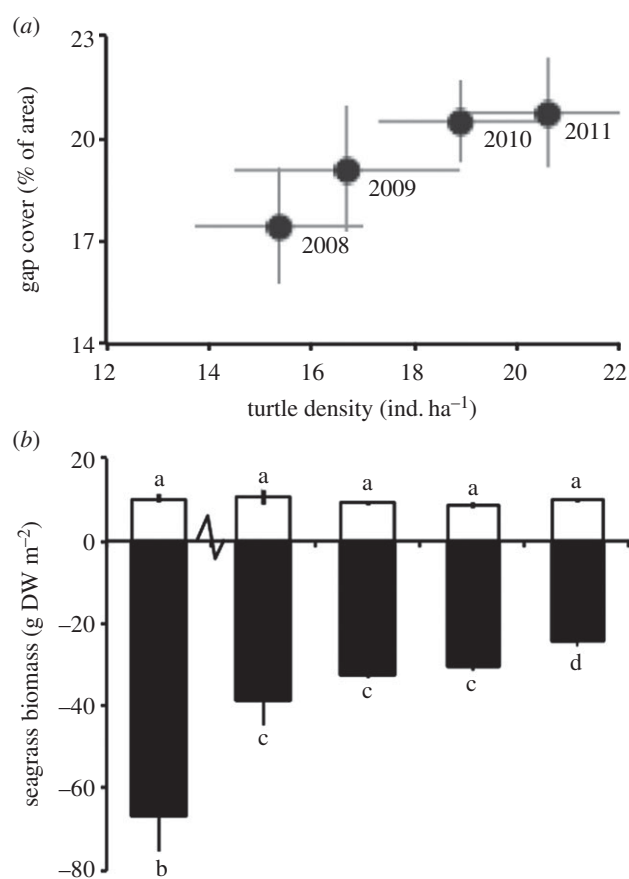 (a)
23
20
17
14
gap cover (% of area)
2008
2009
2010
2011
12 14 16 18 20 22
turtle density (ind. ha⁻¹)
(b)
20
0
–20
–40
–60
–80
seagrass biomass (g DW m⁻²)
a a a a a
b c c c d